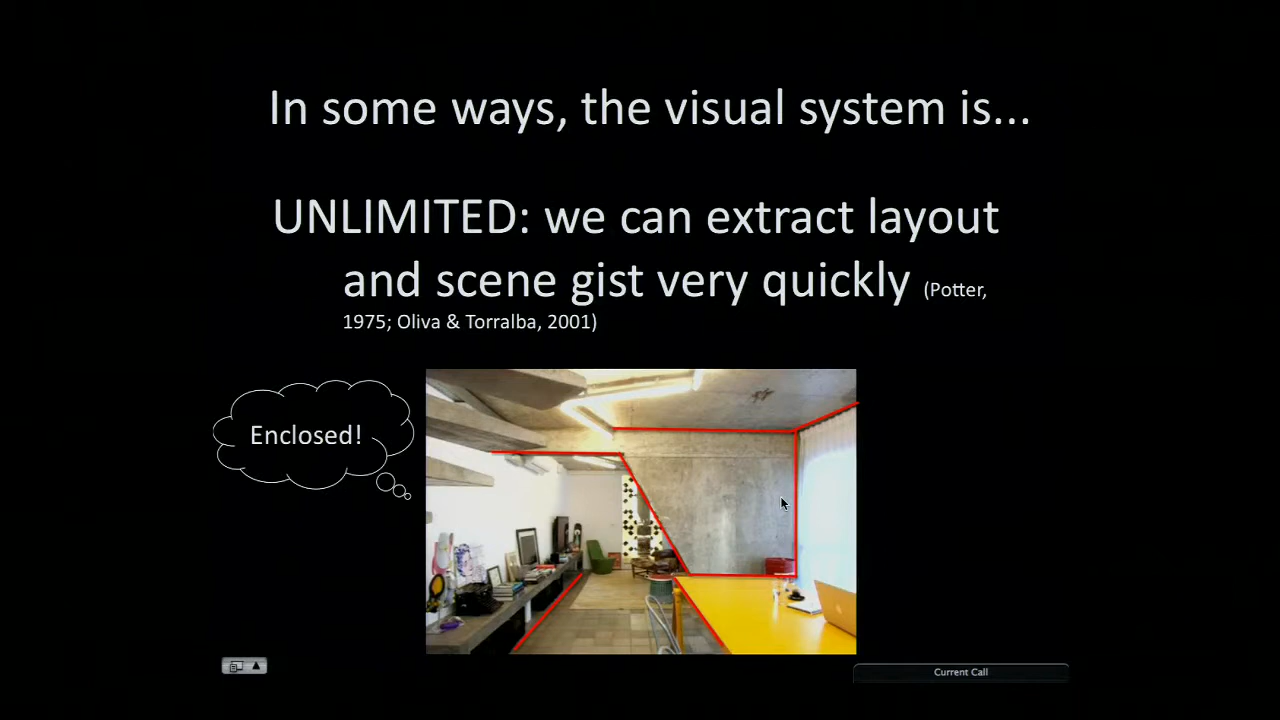 In some ways, the visual system is...
UNLIMITED: we can extract layout
and scene gist very quickly (Potter,
1975; Oliva & Torralba, 2001)
Enclosed!
Current Call